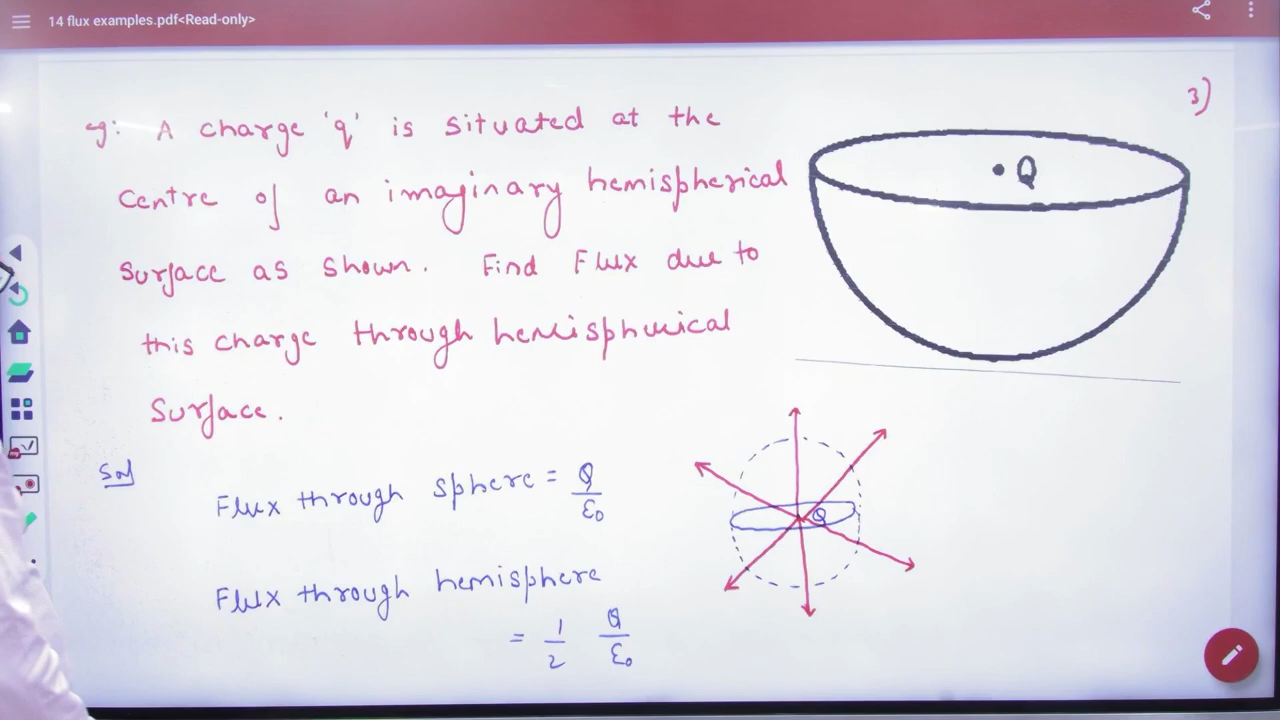 14 flux examples.pdf<Read-only>
3)
eg: A charge 'q' is situated at the
Centre of an imaginary hemispherical
Surface as shown. Find Flux due to
this charge through hemispherical
Surface.
Q
Sol
Flux through sphere = Q/ε₀
Q
Flux through hemisphere
= 1/2 Q/ε₀